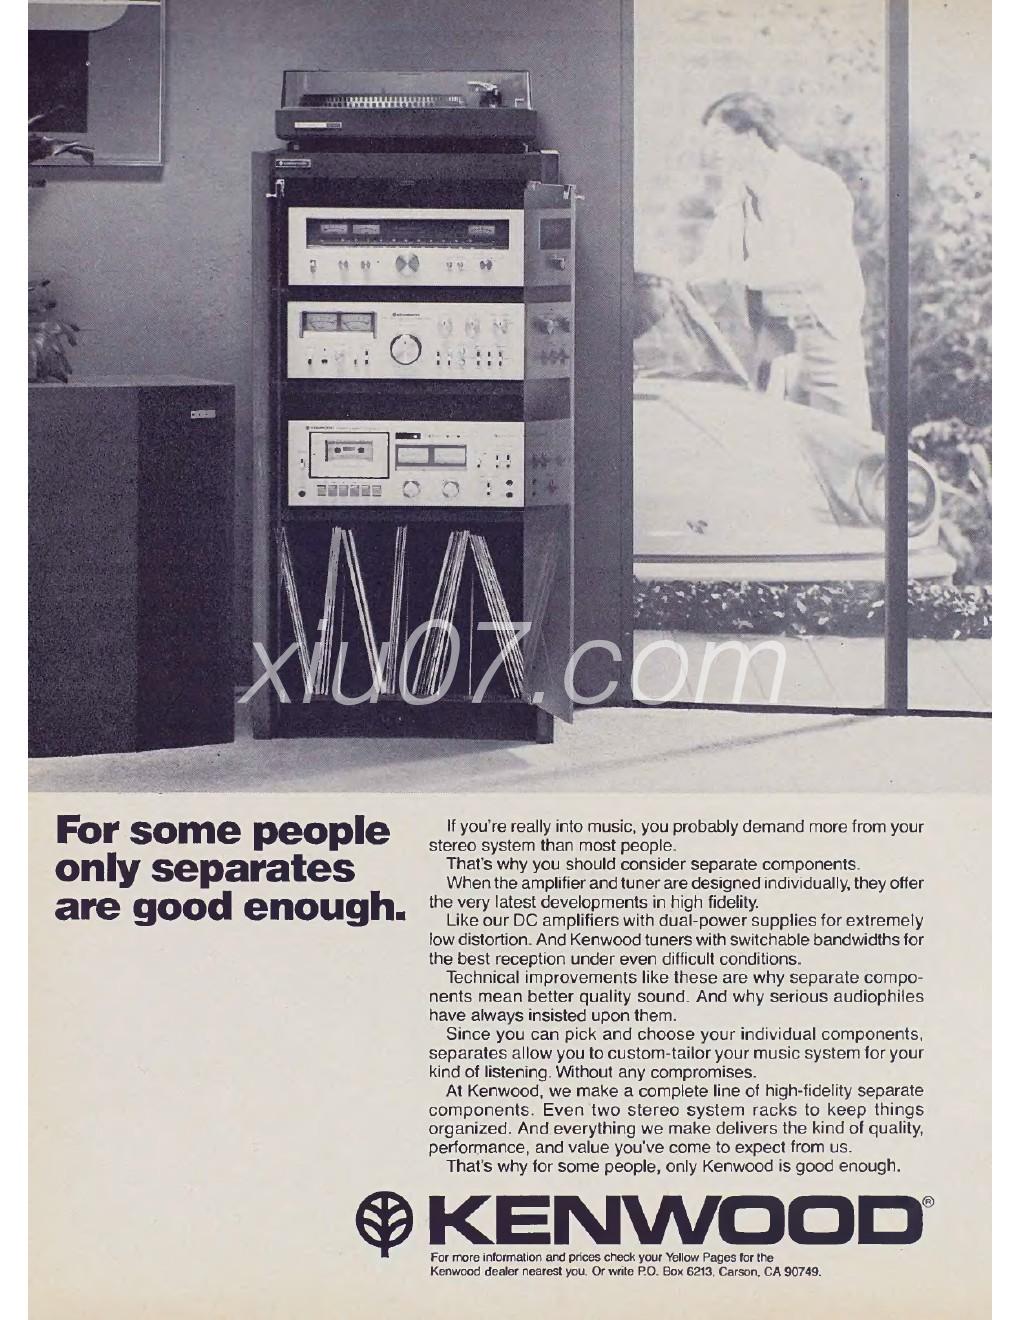 xiu07.com
For some people
only separates
are good enough.
If you're really into music, you probably demand more from your
stereo system than most people.
That's why you should consider separate components.
When the amplifier and tuner are designed individually, they offer
the very latest developments in high fidelity.
Like our DC amplifiers with dual-power supplies for extremely
low distortion. And Kenwood tuners with switchable bandwidths for
the best reception under even difficult conditions.
Technical improvements like these are why separate compo-
nents mean better quality sound. And why serious audiophiles
have always insisted upon them.
Since you can pick and choose your individual components,
separates allow you to custom-tailor your music system for your
kind of listening. Without any compromises.
At Kenwood, we make a complete line of high-fidelity separate
components. Even two stereo system racks to keep things
organized. And everything we make delivers the kind of quality,
performance, and value you've come to expect from us.
That's why for some people, only Kenwood is good enough.
KENWOOD®
For more information and prices check your Yellow Pages for the
Kenwood dealer nearest you. Or write P.O. Box 6213, Carson, CA 90749.